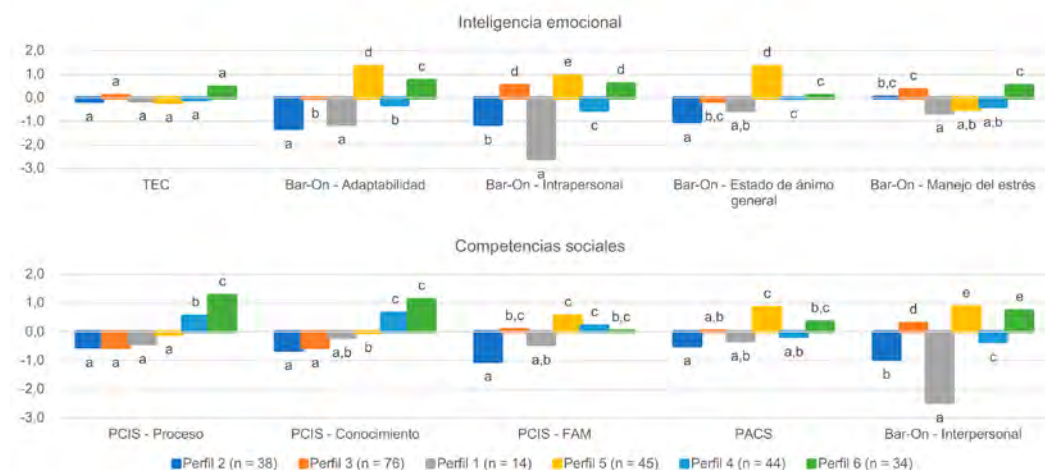 Inteligencia emocional
2,0
d
1,0
a
a
d
e
d
c
d
c
b,c
c
c
0,0
-1,0
a
a
a
a
b
b
b,c
a,b
c
a
a,b
a,b
-2,0
a
a
b
c
a
-3,0
a
TEC
Bar-On - Adaptabilidad
Bar-On - Intrapersonal
Bar-On - Estado de ánimo
general
Bar-On - Manejo del estrés
Competencias sociales
2,0
c
c
c
c
e
e
1,0
b
c
b,c
c
b,c
a,b
b,c
d
0,0
-1,0
a
a
a
a
a
a
a,b
b
a,b
a,b
a,b
c
-2,0
a
a
b
-3,0
a
PCIS - Proceso
PCIS - Conocimiento
PCIS - FAM
PACS
Bar-On - Interpersonal
Perfil 2 (n = 38)
Perfil 3 (n = 76)
Perfil 1 (n = 14)
Perfil 5 (n = 45)
Perfil 4 (n = 44)
Perfil 6 (n = 34)